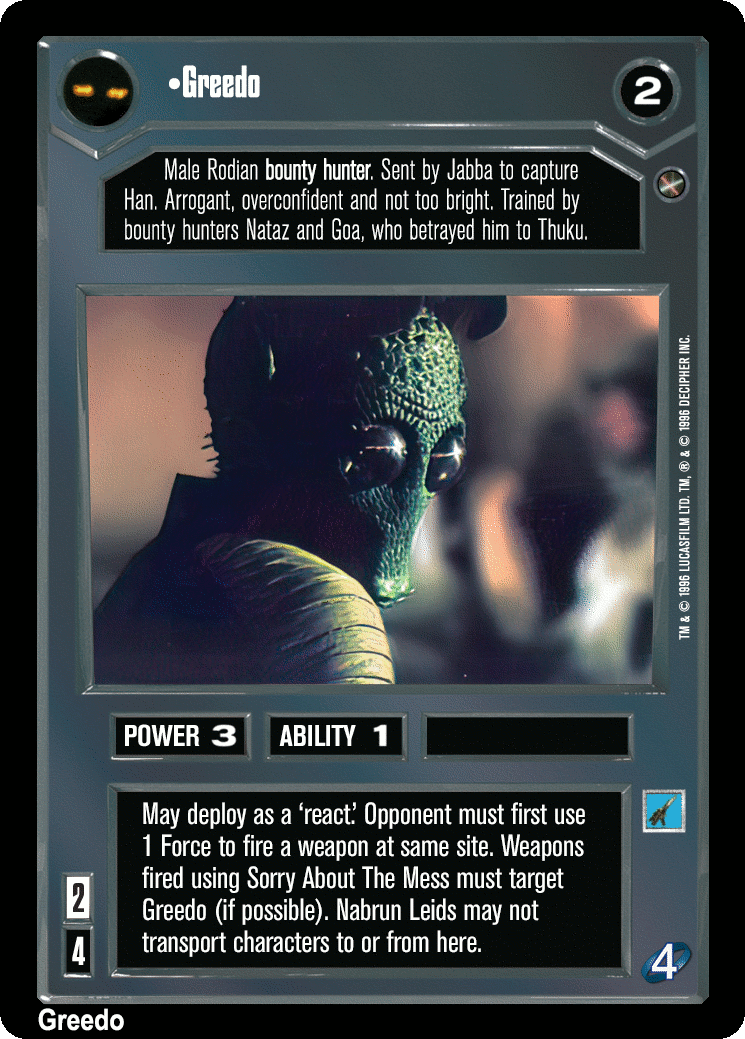 •Greedo
2
Male Rodian bounty hunter. Sent by Jabba to capture
Han. Arrogant, overconfident and not too bright. Trained by
bounty hunters Nataz and Goa, who betrayed him to Thuku.
TM & © 1996 LUCASFILM LTD. TM, ® & © 1996 DECIPHER INC.
POWER 3
ABILITY 1
May deploy as a ‘react.’ Opponent must first use
1 Force to fire a weapon at same site. Weapons
fired using Sorry About The Mess must target
Greedo (if possible). Nabrun Leids may not
transport characters to or from here.
2
4
4
Greedo